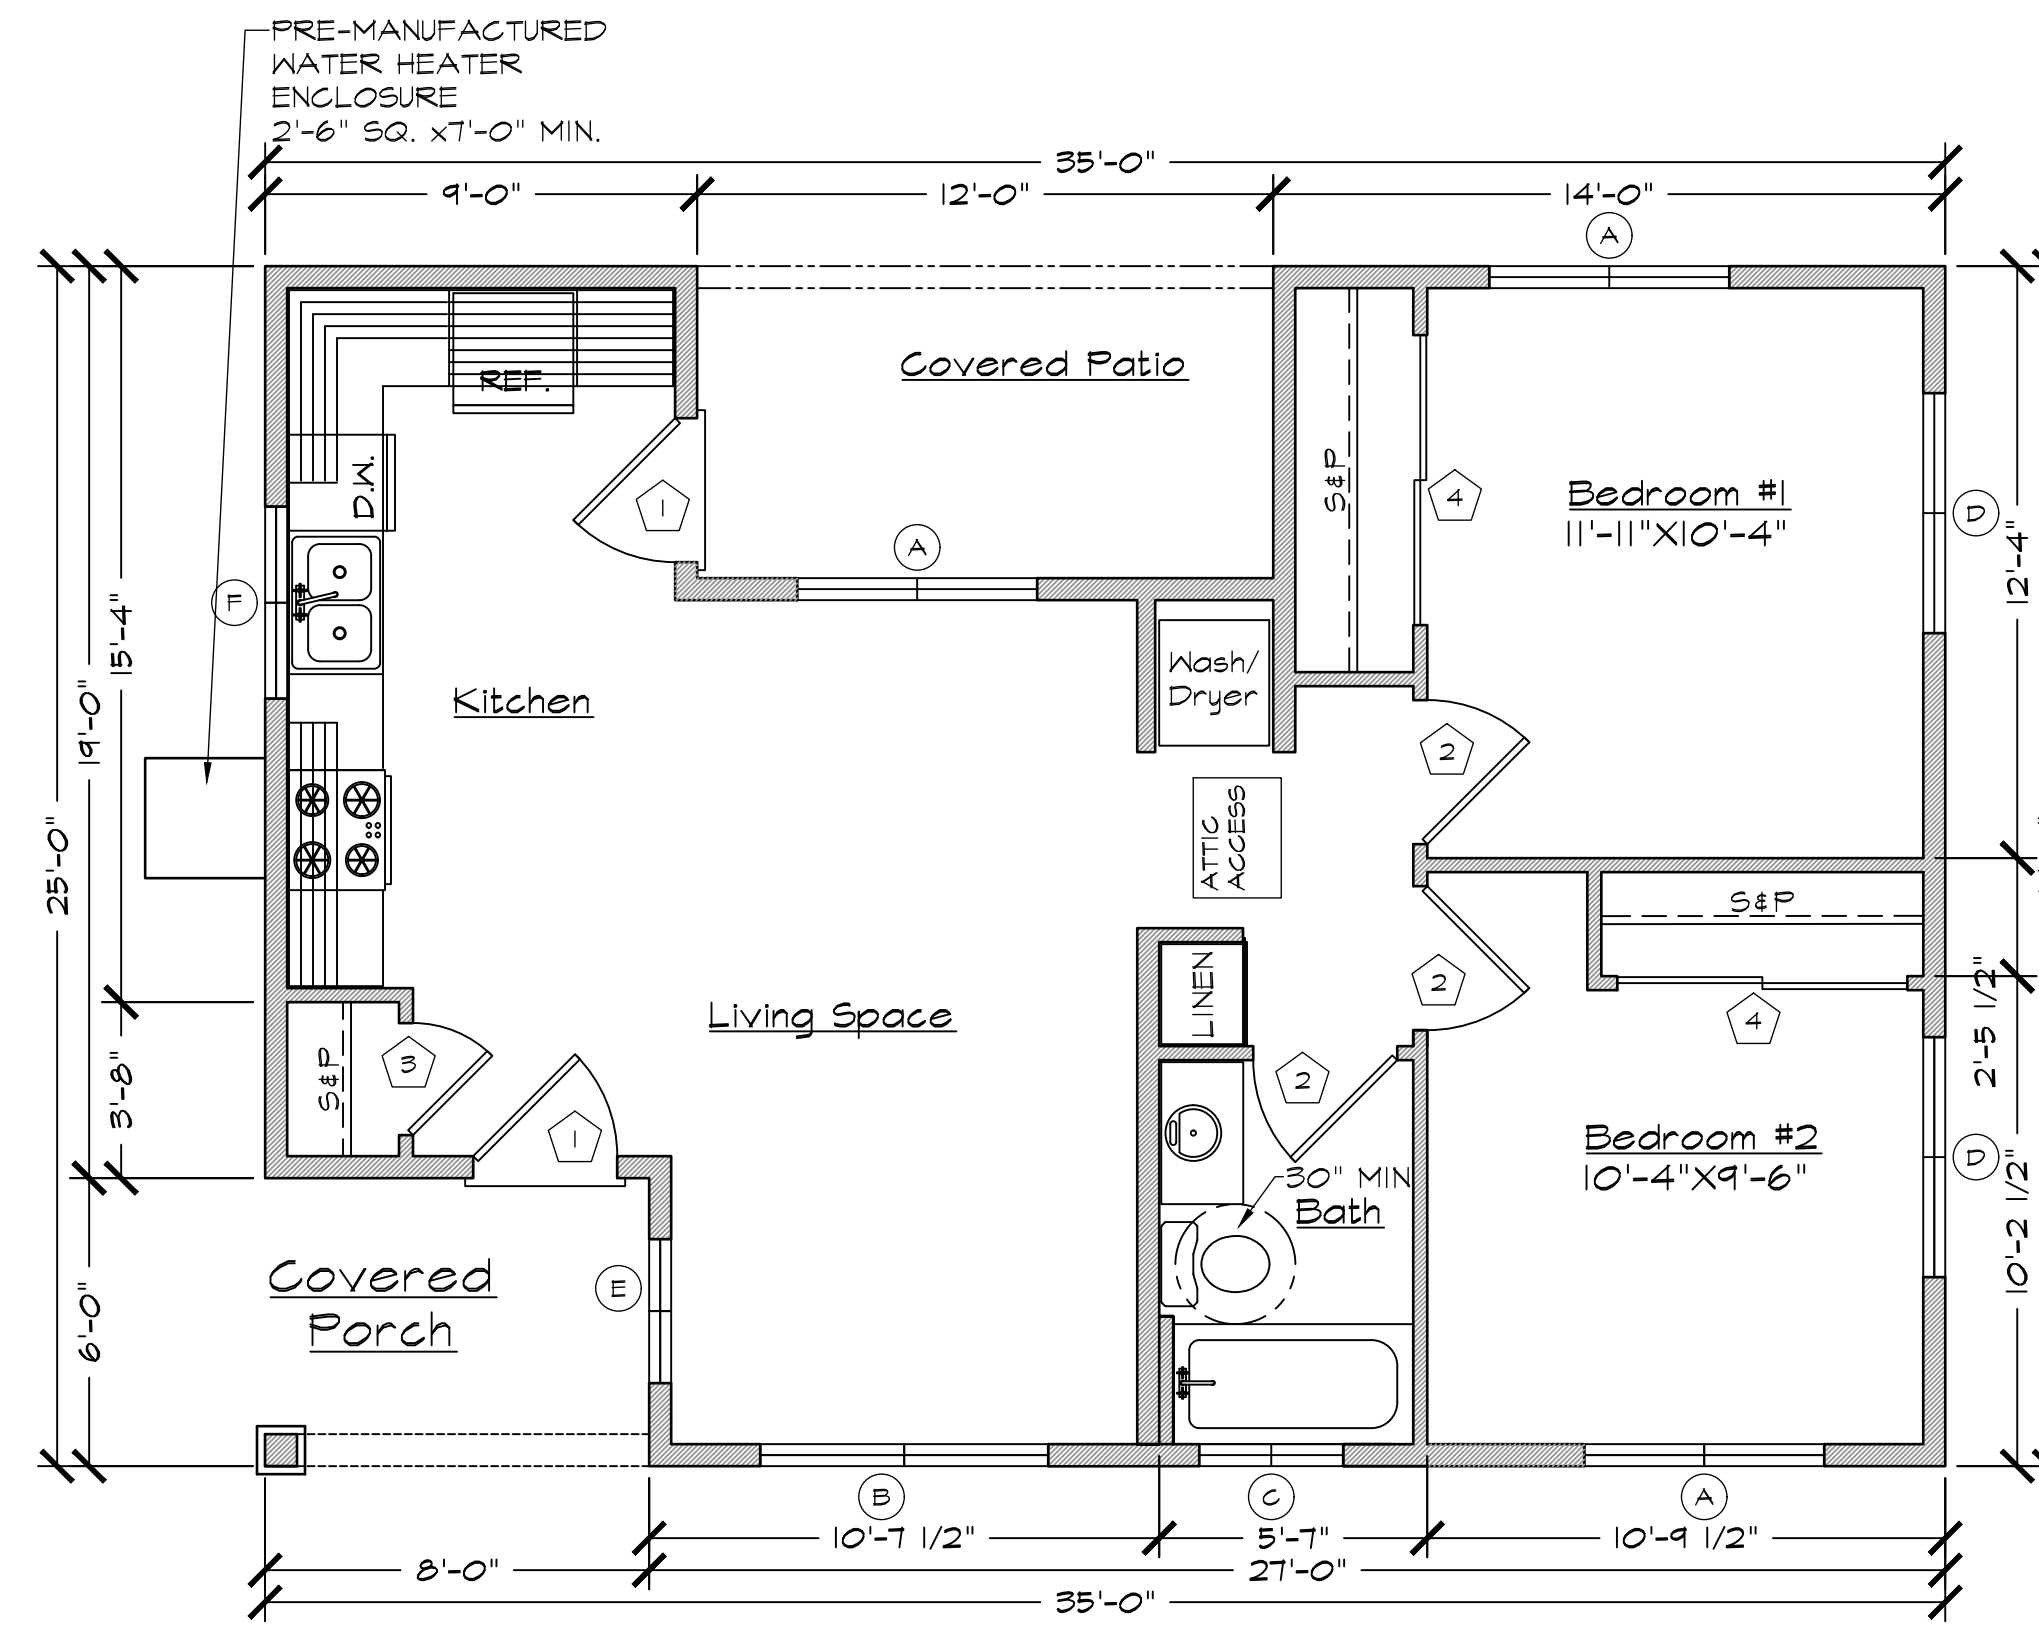 PRE-MANUFACTURED
WATER HEATER
ENCLOSURE
2'-6" SQ. x7'-0" MIN.
35'-0"
9'-0"
12'-0"
14'-0"
A
Covered Patio
REF.
D.W.
1
A
S&P
4
Bedroom #1
11'-11"X10'-4"
D
12'-4"
F
15'-4"
19'-0"
25'-0"
Kitchen
Wash/
Dryer
2
ATTIC
ACCESS
S&P
LINEN
2
4
2'-5 1/2"
Living Space
S&P
3
3'-8"
1
2
Bedroom #2
10'-4"X9'-6"
D
10'-2 1/2"
30" MIN
Bath
Covered
Porch
E
6'-0"
B
C
A
10'-7 1/2"
5'-7"
10'-9 1/2"
8'-0"
27'-0"
35'-0"